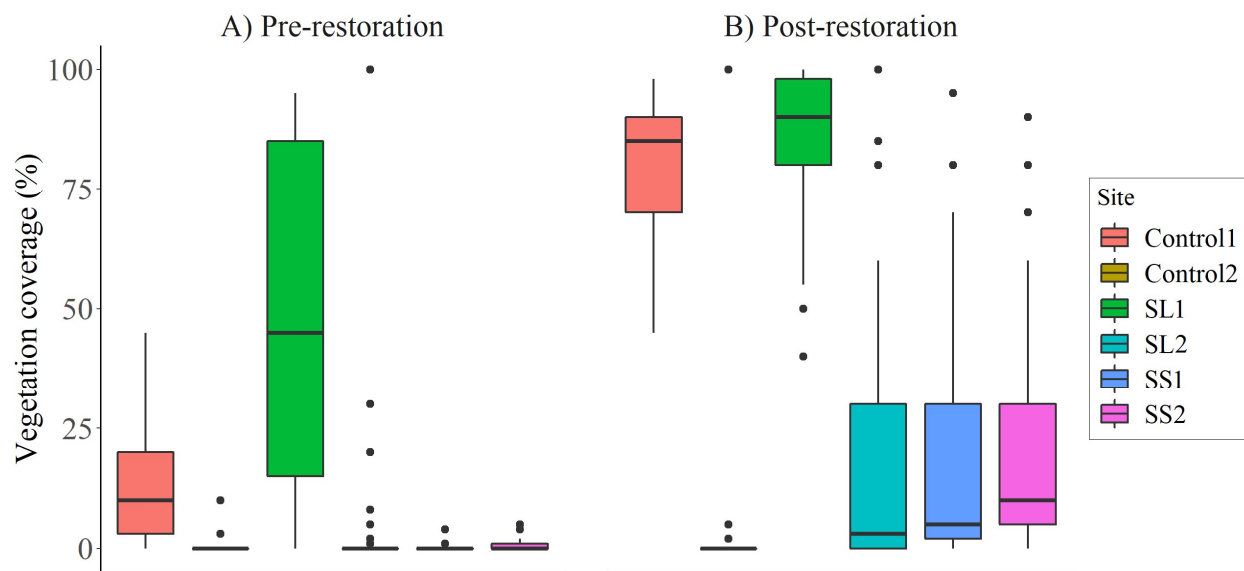 A) Pre-restoration
B) Post-restoration
Vegetation coverage (%)
100
75
50
25
0
Site
Control1
Control2
SL1
SL2
SS1
SS2